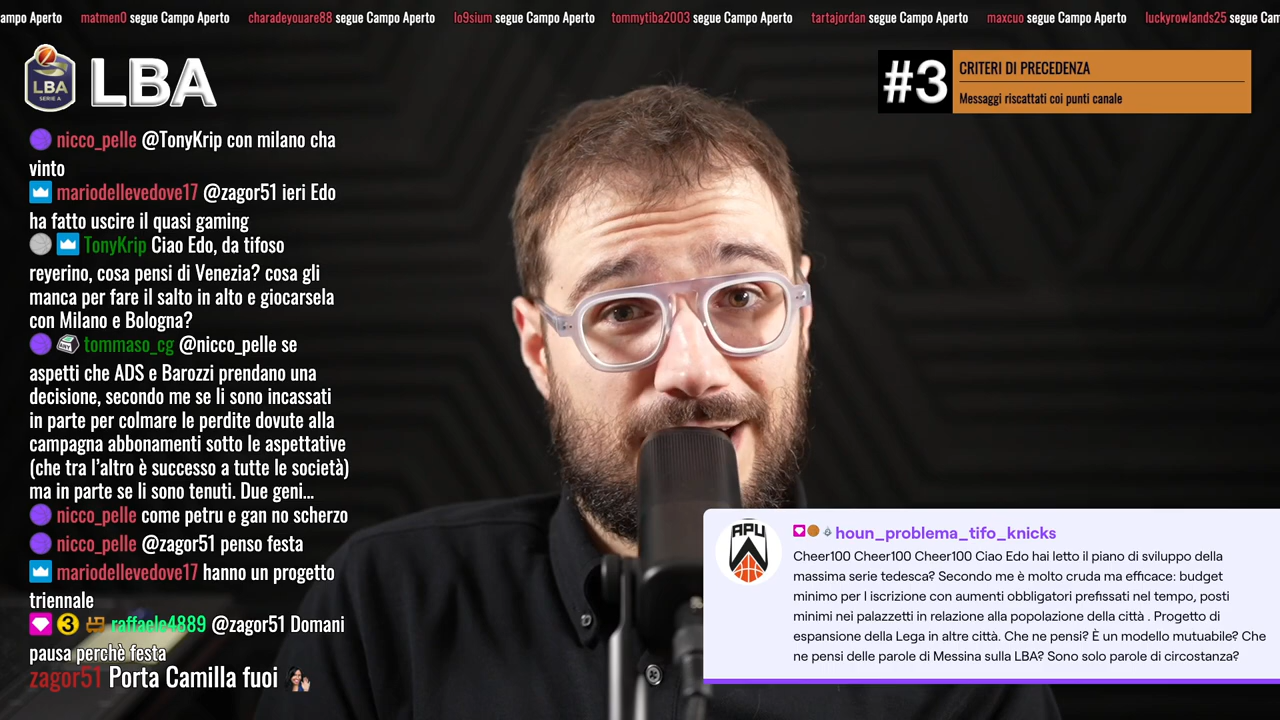 ampo Aperto matmen0 segue Campo Aperto charadeyouare88 segue Campo Aperto lo9sium segue Campo Aperto tommytiba2003 segue Campo Aperto tartajordan segue Campo Aperto maxcuo segue Campo Aperto luckyrowlands25 segue Cam
LBA
SERIE A
LBA
#3
CRITERI DI PRECEDENZA
Messaggi riscattati coi punti canale
nicco_pelle @TonyKrip con milano cha
vinto
mariodellevedove17 @zagor51 ieri Edo
ha fatto uscire il quasi gaming
TonyKrip Ciao Edo, da tifoso
reyerino, cosa pensi di Venezia? cosa gli
manca per fare il salto in alto e giocarsela
con Milano e Bologna?
tommaso_cg @nicco_pelle se
aspetti che ADS e Barozzi prendano una
decisione, secondo me se li sono incassati
in parte per colmare le perdite dovute alla
campagna abbonamenti sotto le aspettative
(che tra l'altro è successo a tutte le società)
ma in parte se li sono tenuti. Due geni...
nicco_pelle come petru e gan no scherzo
nicco_pelle @zagor51 penso festa
mariodellevedove17 hanno un progetto
triennale
3 raffaele4889 @zagor51 Domani
pausa perchè festa
zagor51 Porta Camilla fuoi
APU
houn_problema_tifo_knicks
Cheer100 Cheer100 Cheer100 Ciao Edo hai letto il piano di sviluppo della
massima serie tedesca? Secondo me è molto cruda ma efficace: budget
minimo per l iscrizione con aumenti obbligatori prefissati nel tempo, posti
minimi nei palazzetti in relazione alla popolazione della città . Progetto di
espansione della Lega in altre città. Che ne pensi? È un modello mutuabile? Che
ne pensi delle parole di Messina sulla LBA? Sono solo parole di circostanza?